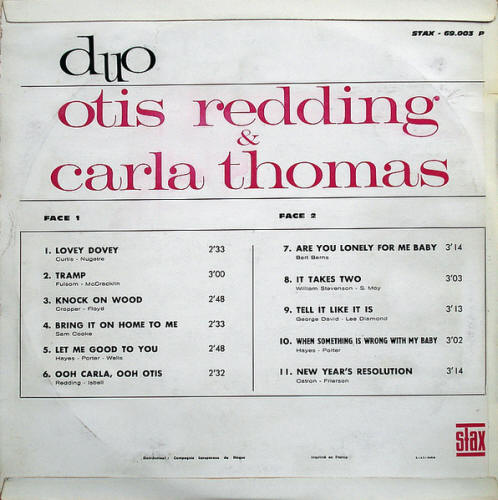 duo
STAX - 69.003 P
otis redding
&
carla thomas
FACE 1
1. LOVEY DOVEY 2'33
Curtis - Nugetre
2. TRAMP 3'00
Fulsom - McCracklin
3. KNOCK ON WOOD 2'48
Cropper - Floyd
4. BRING IT ON HOME TO ME 2'33
Sam Cooke
5. LET ME GOOD TO YOU 2'48
Hayes - Porter - Wells
6. OOH CARLA, OOH OTIS 2'32
Redding - Isbell
FACE 2
7. ARE YOU LONELY FOR ME BABY 3'14
Bert Berns
8. IT TAKES TWO 3'03
William Stevenson - S. Moy
9. TELL IT LIKE IT IS 3'13
George David - Lee Diamond
10. WHEN SOMETHING IS WRONG WITH MY BABY 3'02
Hayes - Porter
11. NEW YEAR'S RESOLUTION 3'14
Catron - Frierson
stax
Distributeur : Compagnie Européenne du Disque
Imprimé en France